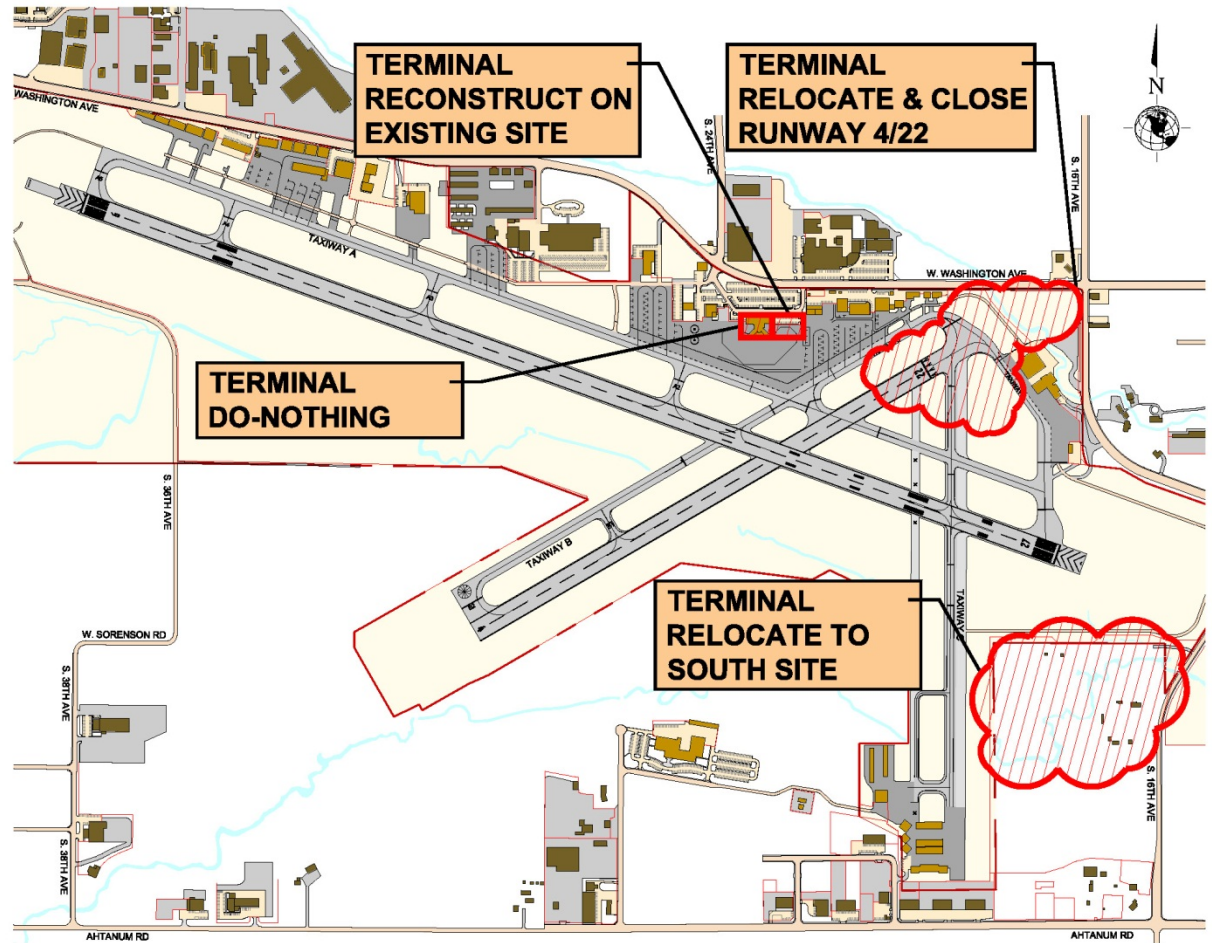 TERMINAL
RECONSTRUCT ON
EXISTING SITE
TERMINAL
RELOCATE & CLOSE
RUNWAY 4/22
N
WASHINGTON AVE
S. 24TH AVE
S. 16TH AVE
TAXIWAY A
W. WASHINGTON AVE
TERMINAL
DO-NOTHING
22
S. 36TH AVE
TAXIWAY B
27
TERMINAL
RELOCATE TO
SOUTH SITE
TAXIWAY
W. SORENSON RD
S. 38TH AVE
S. 16TH AVE
S. 38TH AVE
AHTANUM RD
AHTANUM RD